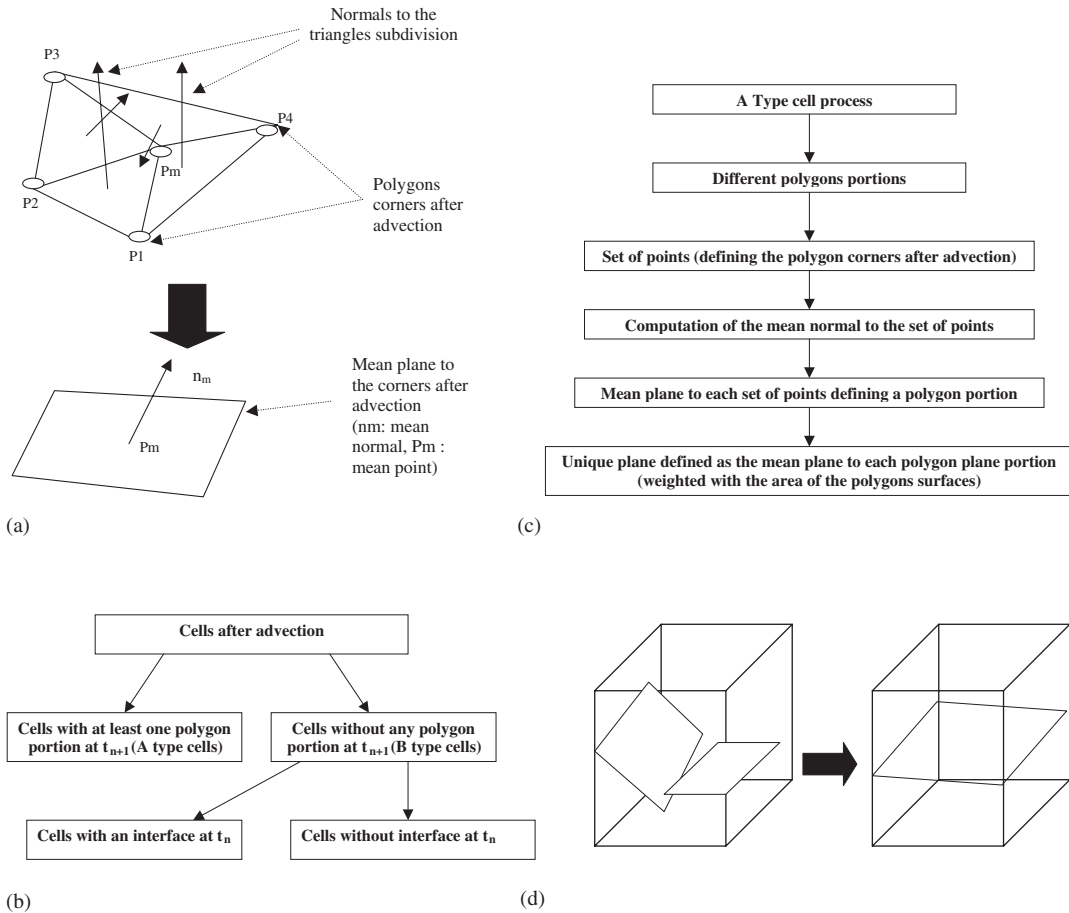 Normals to the
triangles subdivision
P3
P4
Pm
P2
P1
Polygons
corners after
advection
n_m
Pm
Mean plane to
the corners after
advection
(nm: mean
normal, Pm :
mean point)
(a)
A Type cell process
Different polygons portions
Set of points (defining the polygon corners after advection)
Computation of the mean normal to the set of points
Mean plane to each set of points defining a polygon portion
Unique plane defined as the mean plane to each polygon plane portion
(weighted with the area of the polygons surfaces)
(c)
Cells after advection
Cells with at least one polygon
portion at t_{n+1}(A type cells)
Cells without any polygon
portion at t_{n+1}(B type cells)
Cells with an interface at t_n
Cells without interface at t_n
(b)
(d)